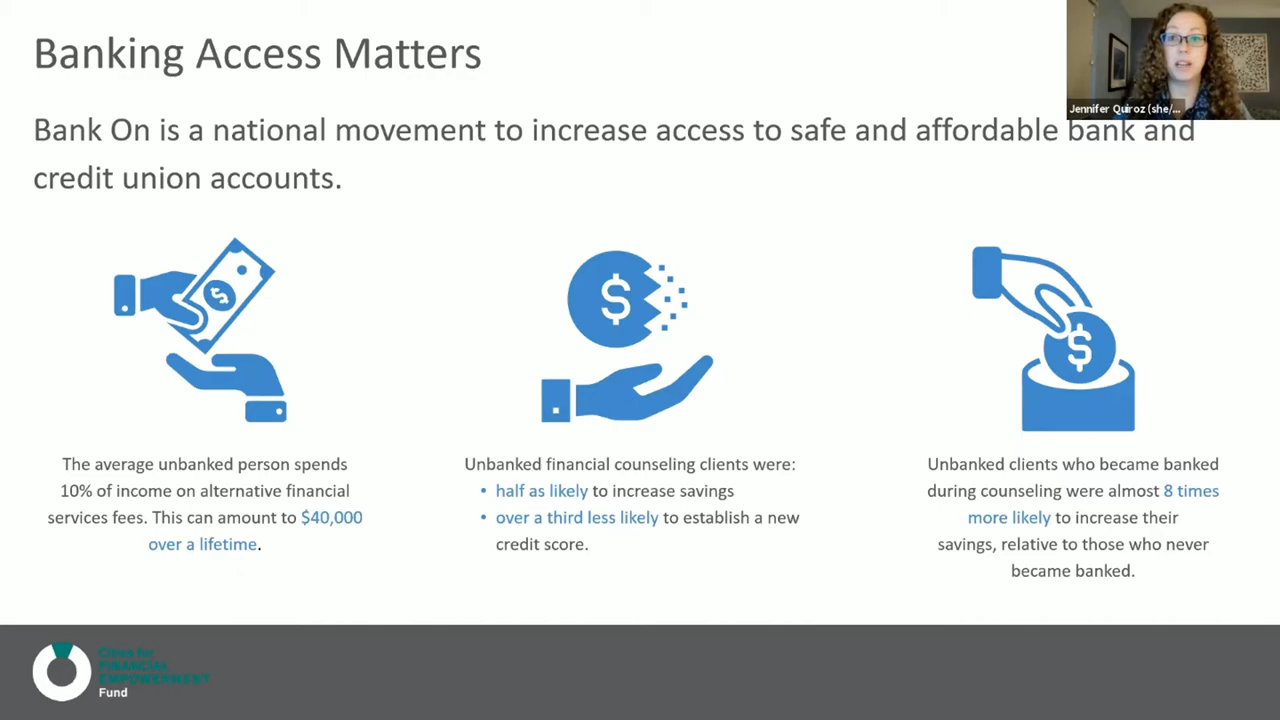 Banking Access Matters
Jennifer Quiroz (she/...
Bank On is a national movement to increase access to safe and affordable bank and
credit union accounts.
The average unbanked person spends
10% of income on alternative financial
services fees. This can amount to $40,000
over a lifetime.
Unbanked financial counseling clients were:
• half as likely to increase savings
• over a third less likely to establish a new
credit score.
Unbanked clients who became banked
during counseling were almost 8 times
more likely to increase their
savings, relative to those who never
became banked.
Cities for
FINANCIAL
EMPOWERMENT
Fund